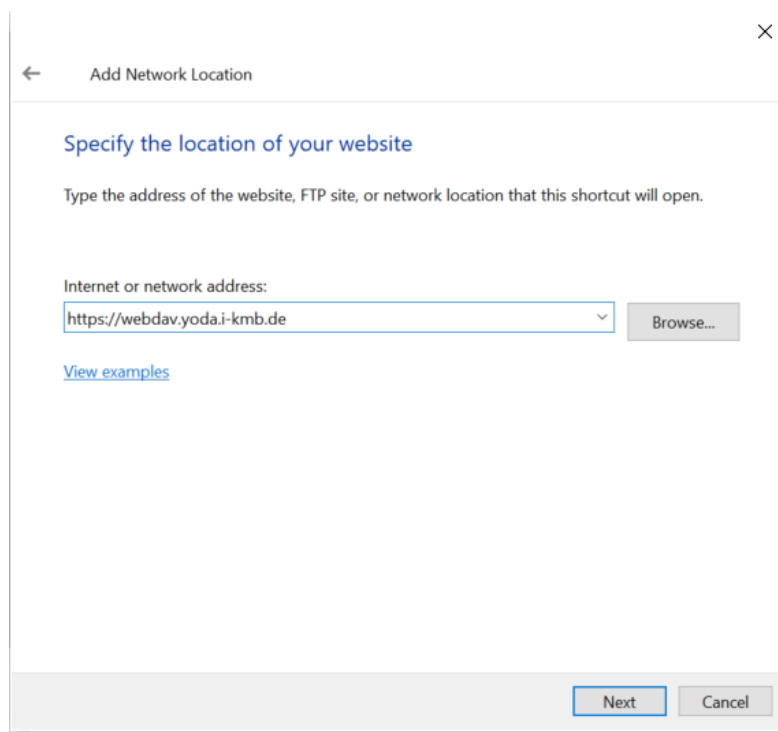 Add Network Location
Specify the location of your website
Type the address of the website, FTP site, or network location that this shortcut will open.
Internet or network address:
https://webdav.yoda.i-kmb.de
Browse...
View examples
Next
Cancel